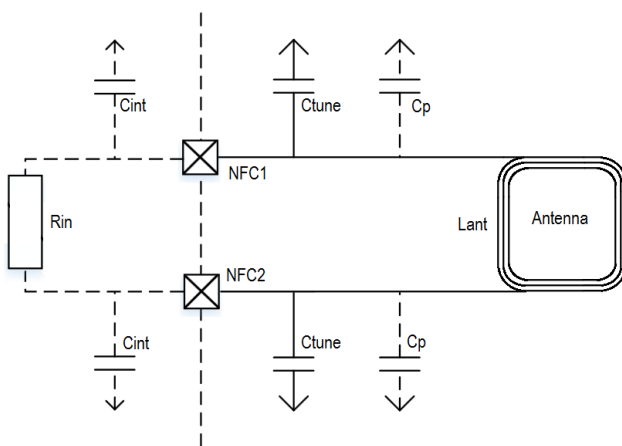 Cint
Ctune
Cp
NFC1
Rin
Lant
Antenna
NFC2
Cint
Ctune
Cp